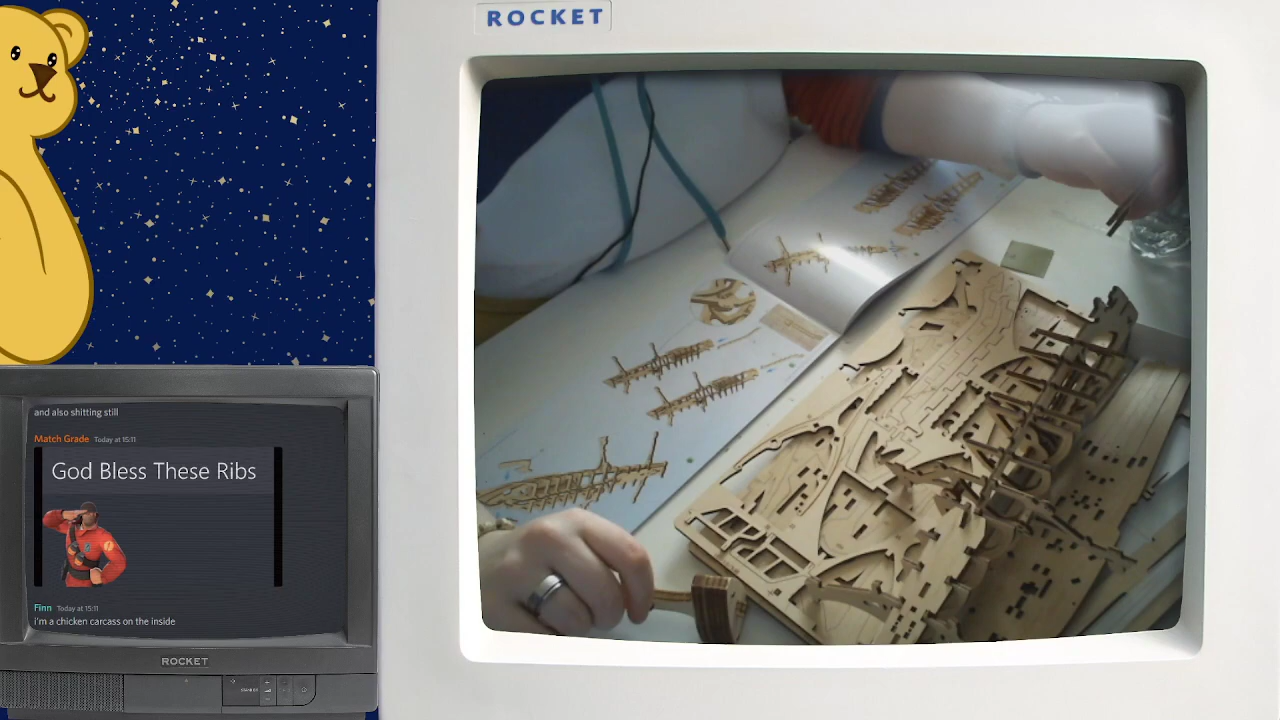 ROCKET
and also shitting still
Match Grade Today at 15:11
God Bless These Ribs
Finn Today at 15:11
i'm a chicken carcass on the inside
ROCKET